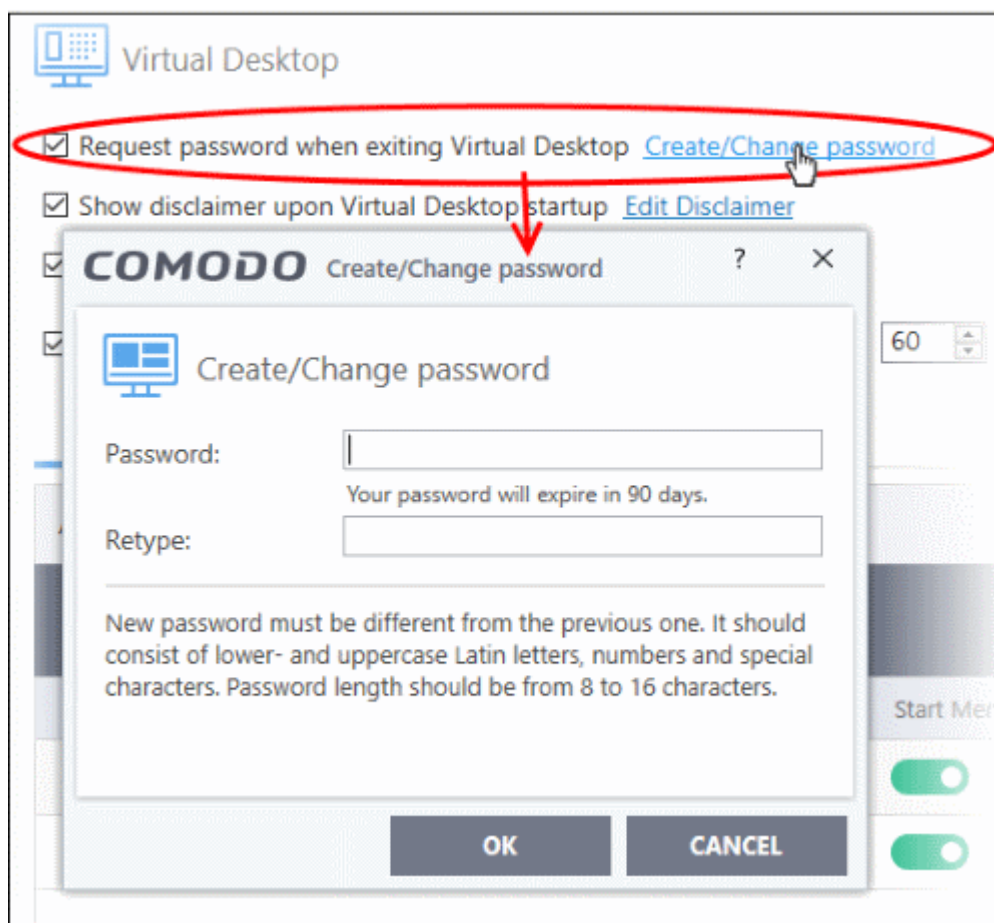 Virtual Desktop
Request password when exiting Virtual Desktop Create/Change password
Show disclaimer upon Virtual Desktop startup Edit Disclaimer
COMODO Create/Change password ?
60
Create/Change password
Password:
Your password will expire in 90 days.
Retype:
New password must be different from the previous one. It should
consist of lower- and uppercase Latin letters, numbers and special
characters. Password length should be from 8 to 16 characters.
Start
OK CANCEL